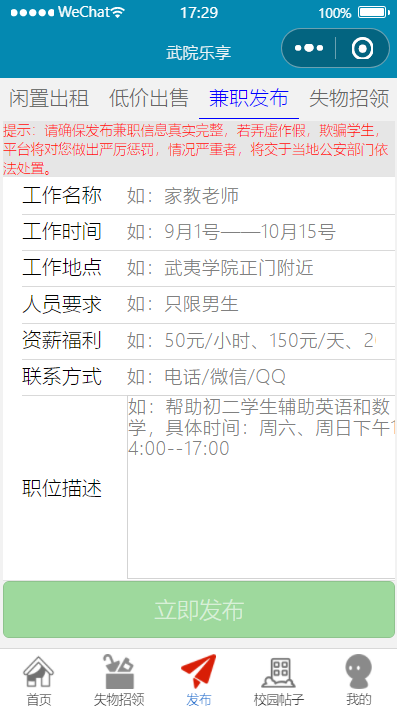 WeChat 17:29 100%
武院乐享
闲置出租 低价出售 兼职发布 失物招领
提示：请确保发布兼职信息真实完整，若弄虚作假，欺骗学生，
平台将对您做出严厉惩罚，情况严重者，将交于当地公安部门依
法处置。
工作名称 如：家教老师
工作时间 如：9月1号——10月15号
工作地点 如：武夷学院正门附近
人员要求 如：只限男生
资薪福利 如：50元/小时、150元/天、2
联系方式 如：电话/微信/QQ
如：帮助初二学生辅助英语和数
学，具体时间：周六、周日下午1
4:00--17:00
职位描述
立即发布
首页 失物招领 发布 校园帖子 我的